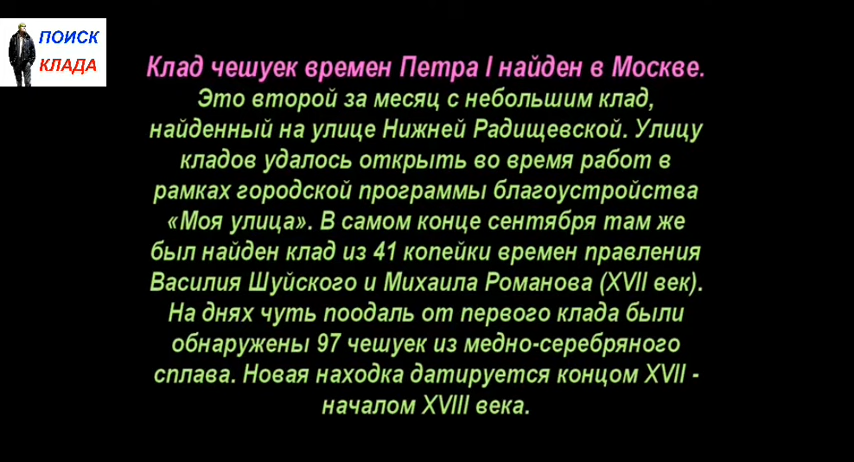 ПОИСК
КЛАДА
Клад чешуек времен Петра I найден в Москве.
Это второй за месяц с небольшим клад,
найденный на улице Нижней Радищевской. Улицу
кладов удалось открыть во время работ в
рамках городской программы благоустройства
«Моя улица». В самом конце сентября там же
был найден клад из 41 копейки времен правления
Василия Шуйского и Михаила Романова (XVII век).
На днях чуть поодаль от первого клада были
обнаружены 97 чешуек из медно-серебряного
сплава. Новая находка датируется концом XVII -
началом XVIII века.